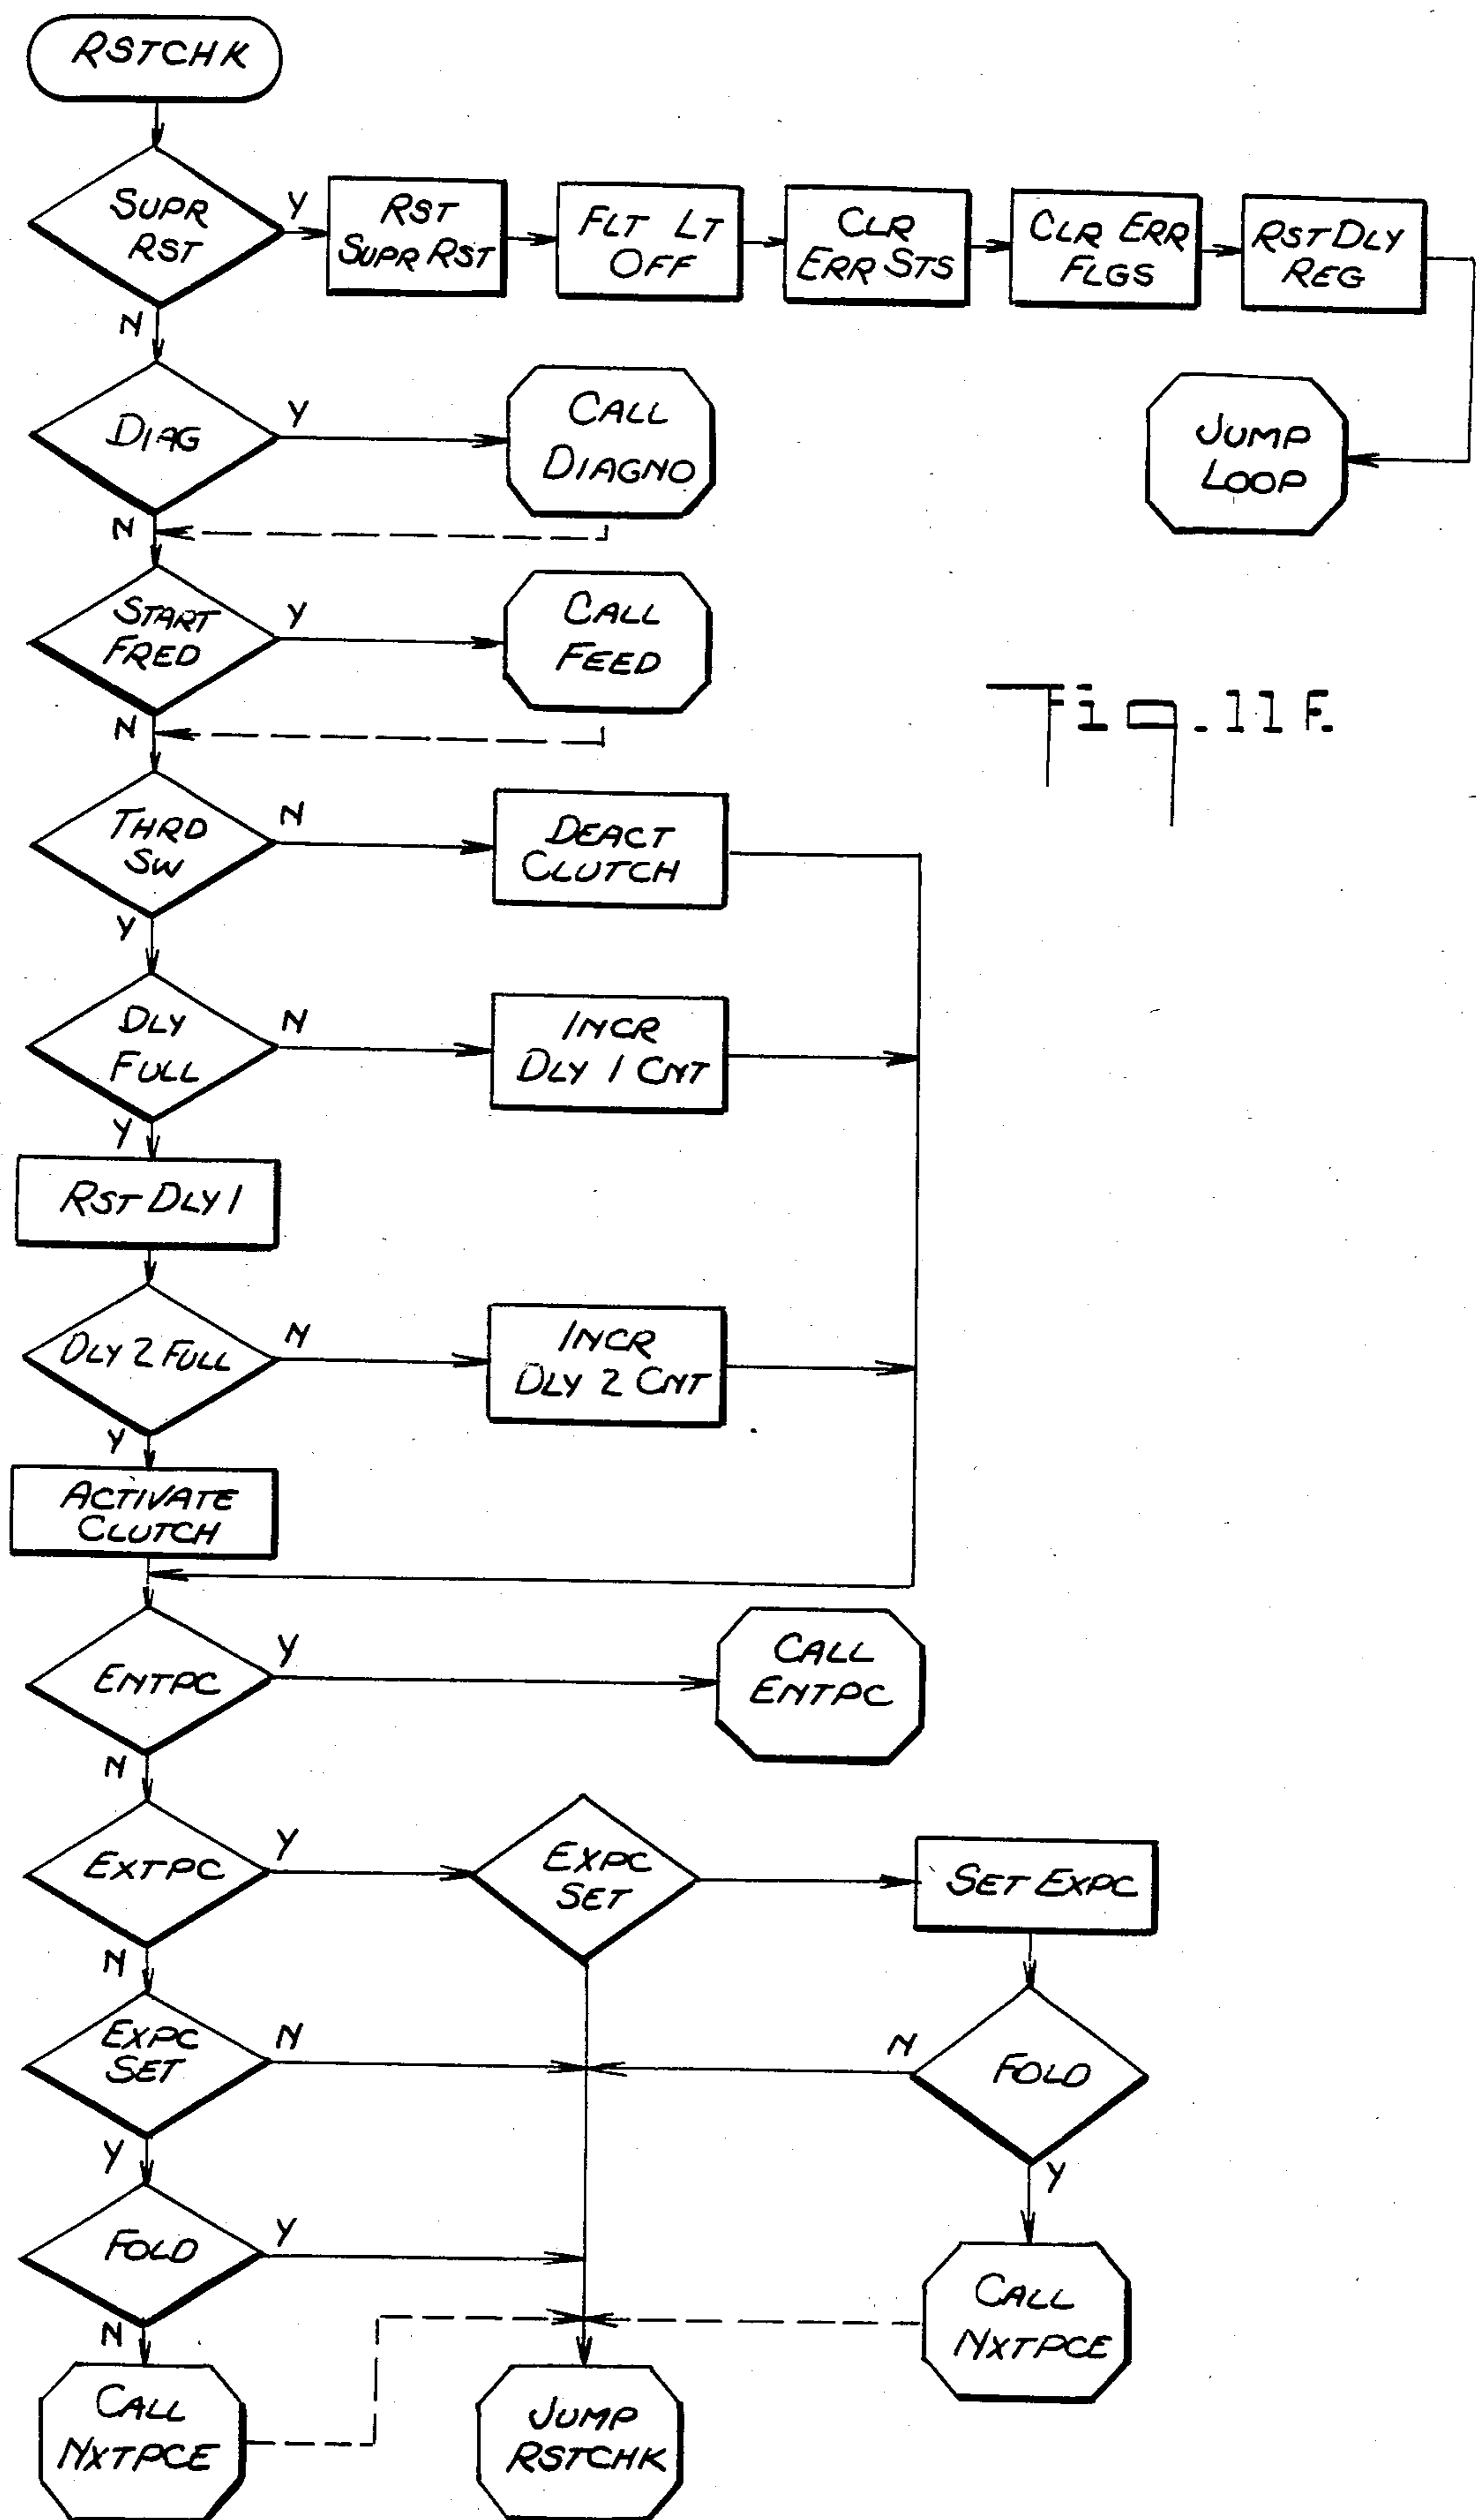 RSTCHK
SUPR
RST
Y
N
RST
SUPR RST
FLT LT
OFF
CLR
ERR STS
CLR ERR
FLGS
RST DLY
REG
JUMP
LOOP
DIAG
Y
N
CALL
DIAGNO
START
FRED
Y
N
CALL
FEED
Fig. 11F.
THRD
SW
N
Y
DEACT
CLUTCH
DLY
FULL
N
Y
INCR
DLY 1 CNT
RST DLY 1
DLY 2 FULL
N
Y
INCR
DLY 2 CNT
ACTIVATE
CLUTCH
ENTPC
Y
N
CALL
ENTPC
EXTPC
Y
N
EXPC
SET
SET EXPC
EXPC
SET
N
Y
N
FOLD
Y
FOLD
Y
N
CALL
NXTPCE
CALL
NXTPCE
JUMP
RSTCHK